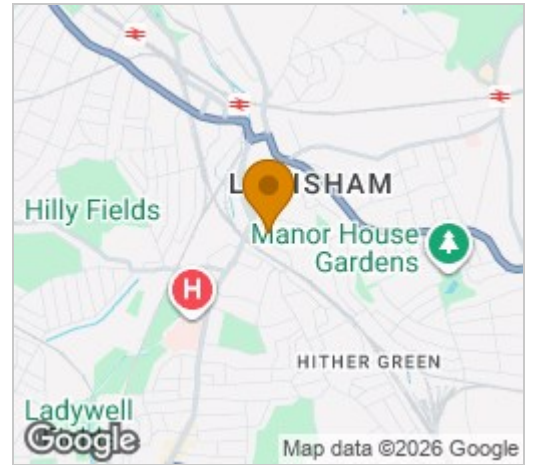 L ISHAM
Hilly Fields
Manor House
Gardens
H
HITHER GREEN
Ladywell
Google
Map data ©2026 Google